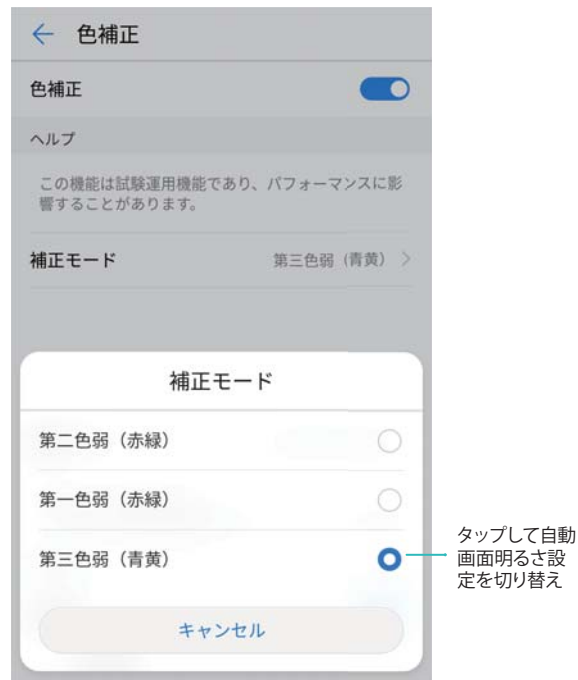 色補正
色補正
ヘルプ
この機能は試験運用機能であり、パフォーマンスに影
響することがあります。
補正モード 第三色弱（青黄）
補正モード
第二色弱（赤緑）
第一色弱（赤緑）
第三色弱（青黄）
タップして自動
画面明るさ設
定を切り替え
キャンセル